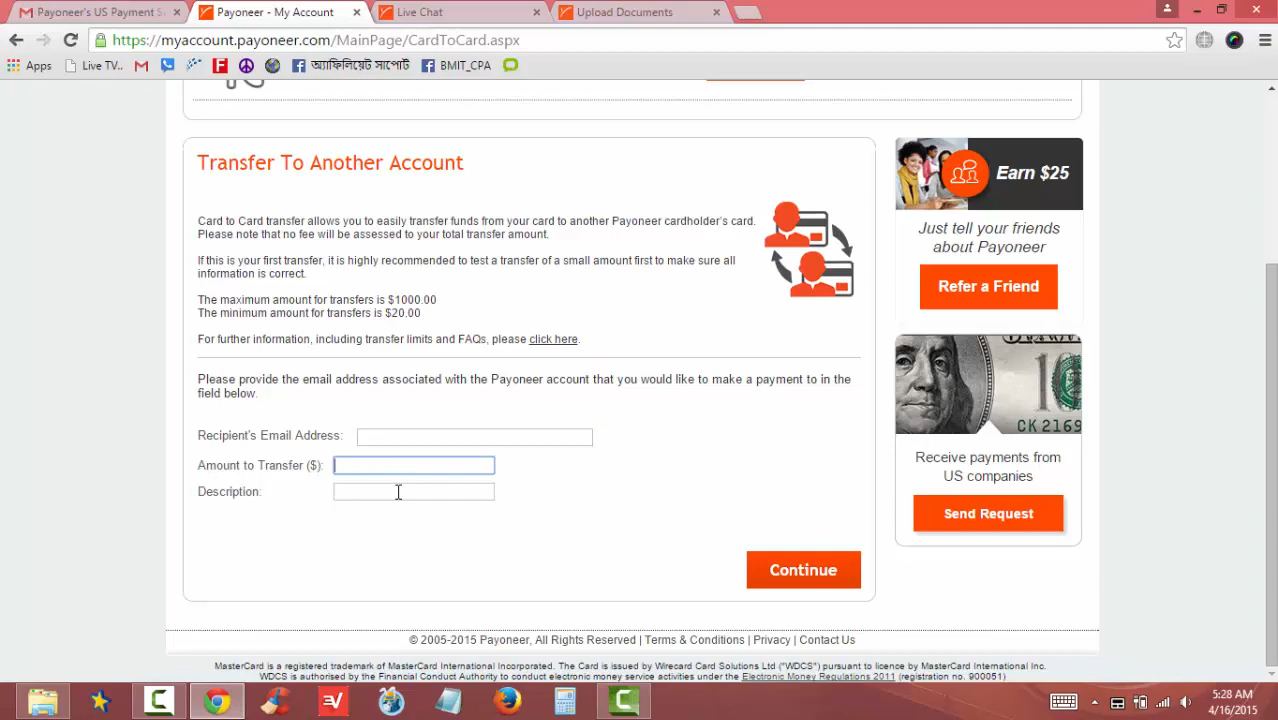 Payoneer's US Payment S
Payoneer - My Account
Live Chat
Upload Documents
https://myaccount.payoneer.com/MainPage/CardToCard.aspx
Apps
Live TV..
অ্যাফিলিয়েট সাপোর্ট
BMIT_CPA
Transfer To Another Account
Card to Card transfer allows you to easily transfer funds from your card to another Payoneer cardholder's card.
Please note that no fee will be assessed to your total transfer amount.
If this is your first transfer, it is highly recommended to test a transfer of a small amount first to make sure all
information is correct.
The maximum amount for transfers is $1000.00
The minimum amount for transfers is $20.00
For further information, including transfer limits and FAQs, please click here.
Please provide the email address associated with the Payoneer account that you would like to make a payment to in the
field below.
Recipient's Email Address:
Amount to Transfer ($):
Description:
Continue
Earn $25
Just tell your friends
about Payoneer
Refer a Friend
CK 2169
Receive payments from
US companies
Send Request
© 2005-2015 Payoneer, All Rights Reserved | Terms & Conditions | Privacy | Contact Us
MasterCard is a registered trademark of MasterCard International Incorporated. The Card is issued by Wirecard Card Solutions Ltd ("WDCS") pursuant to licence by MasterCard International Inc.
WDCS is authorised by the Financial Conduct Authority to conduct electronic money service activities under the Electronic Money Regulations 2011 (registration no. 900051)
5:28 AM
4/16/2015